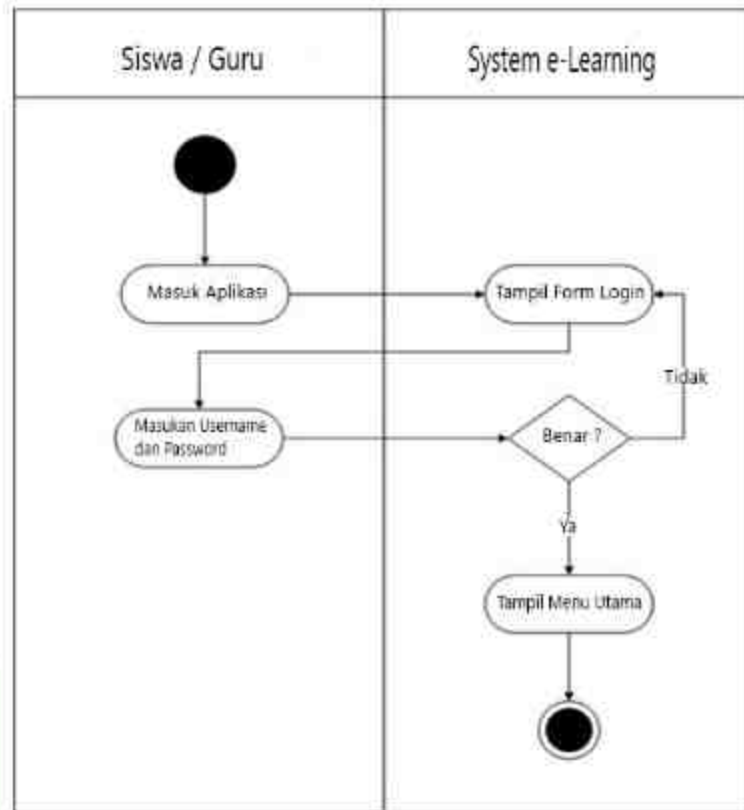 Siswa / Guru
System e-Learning
Masuk Aplikasi
Tampil Form Login
Tidak
Masukan Username
dan Password
Benar ?
Ya
Tampil Menu Utama